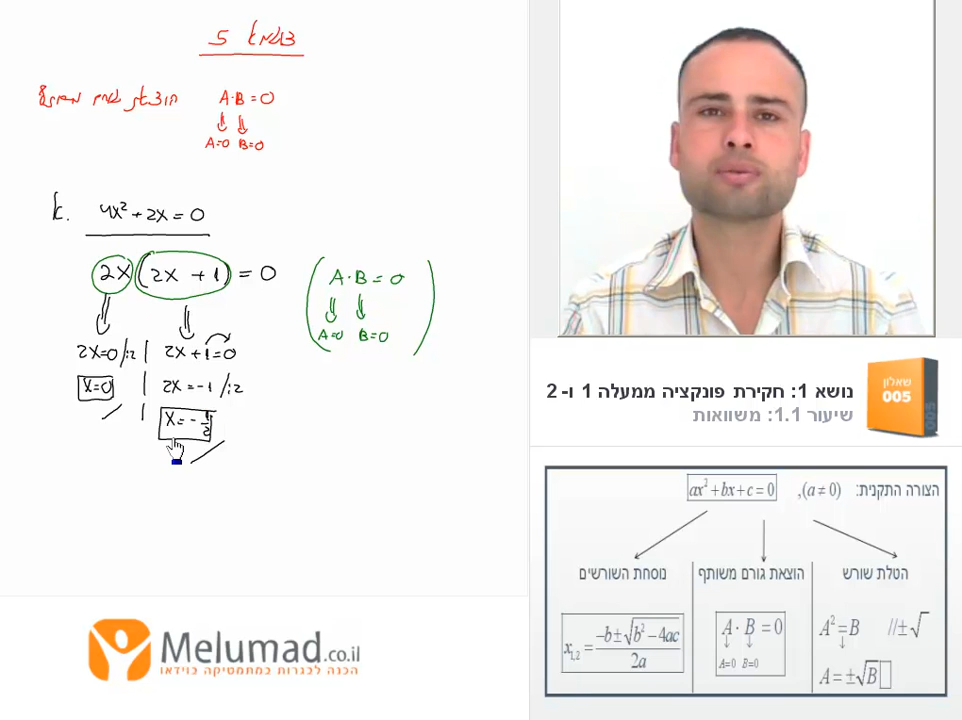 דוגמא 5
הוצאת גורם משותף A·B=0
A=0 B=0
א. 4x²+2x=0
2x(2x+1)=0
(A·B=0)
A=0 B=0
2x=0/:2 | 2x+1=0
x=0 | 2x=-1/:2
x=-1/2
Melumad.co.il
הכנה לבגרות במתמטיקה בוידאו
נושא 1: חקירת פונקציה ממעלה 1 ו-2
שיעור 1.1: משוואות
שאלון
005
הצורה התקנית: ax²+bx+c=0 ,(a≠0)
הטלת שורש
A²=B //±√
A=±√B
הוצאת גורם משותף
A·B=0
A=0 B=0
נוסחת השורשים
x₁,₂=(-b±√(b²-4ac))/2a